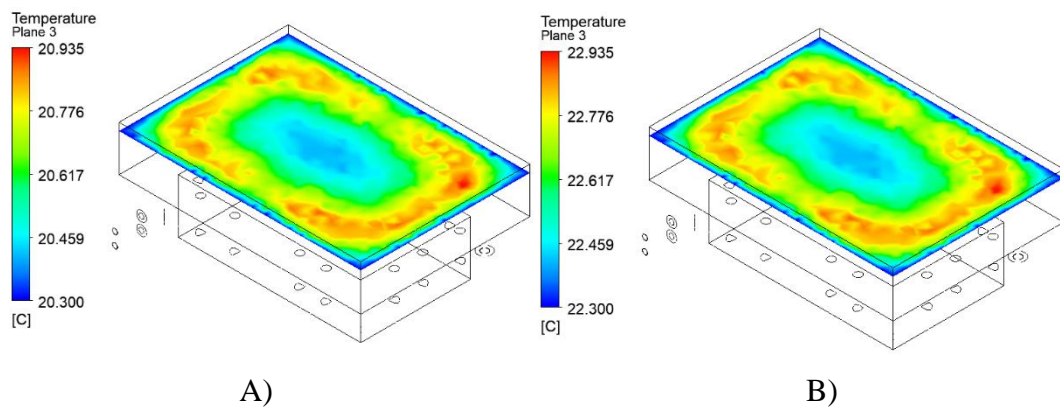 Temperature
Plane 3
20.935
20.776
20.617
20.459
20.300
[C]
A)
Temperature
Plane 3
22.935
22.776
22.617
22.459
22.300
[C]
B)